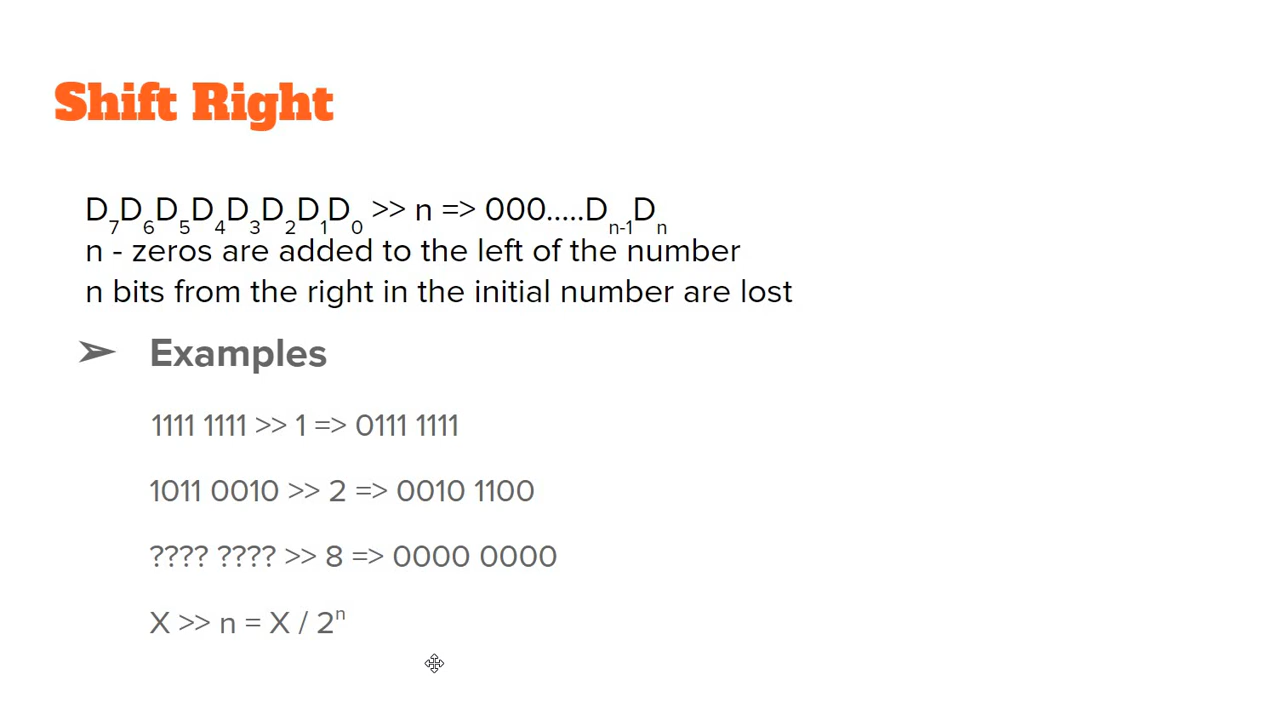 Shift Right
D₇D₆D₅D₄D₃D₂D₁D₀ >> n => 000.....Dₙ₋₁Dₙ
n - zeros are added to the left of the number
n bits from the right in the initial number are lost
➢ Examples
1111 1111 >> 1 => 0111 1111
1011 0010 >> 2 => 0010 1100
???? ???? >> 8 => 0000 0000
X >> n = X / 2ⁿ